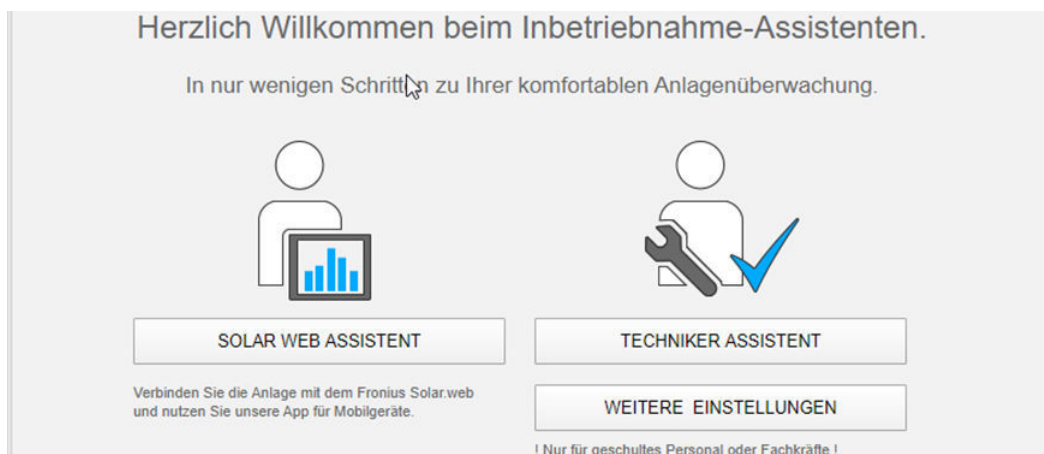 Herzlich Willkommen beim Inbetriebnahme-Assistenten.
In nur wenigen Schritten zu Ihrer komfortablen Anlagenüberwachung.
SOLAR WEB ASSISTENT
Verbinden Sie die Anlage mit dem Fronius Solar.web
und nutzen Sie unsere App für Mobilgeräte.
TECHNIKER ASSISTENT
WEITERE EINSTELLUNGEN
! Nur für geschultes Personal oder Fachkräfte !